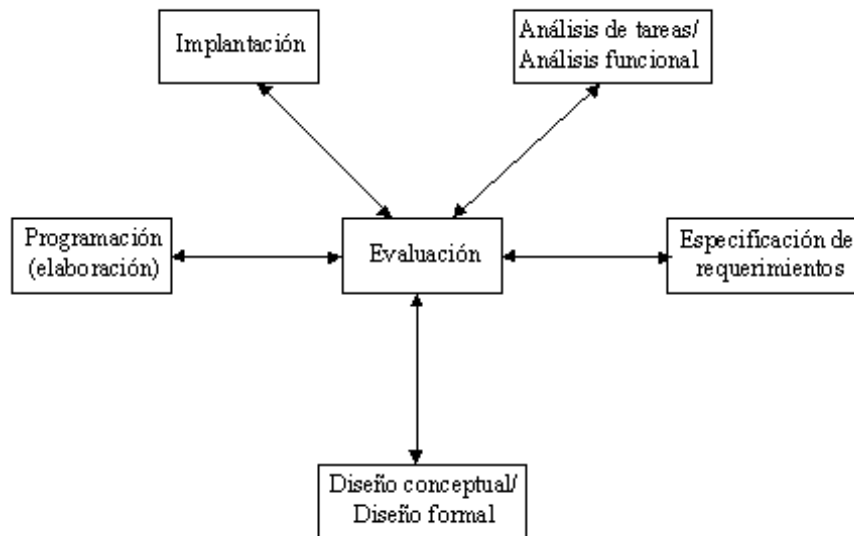 Implantación
Análisis de tareas/
Análisis funcional
Programación
(elaboración)
Evaluación
Especificación de
requerimientos
Diseño conceptual/
Diseño formal